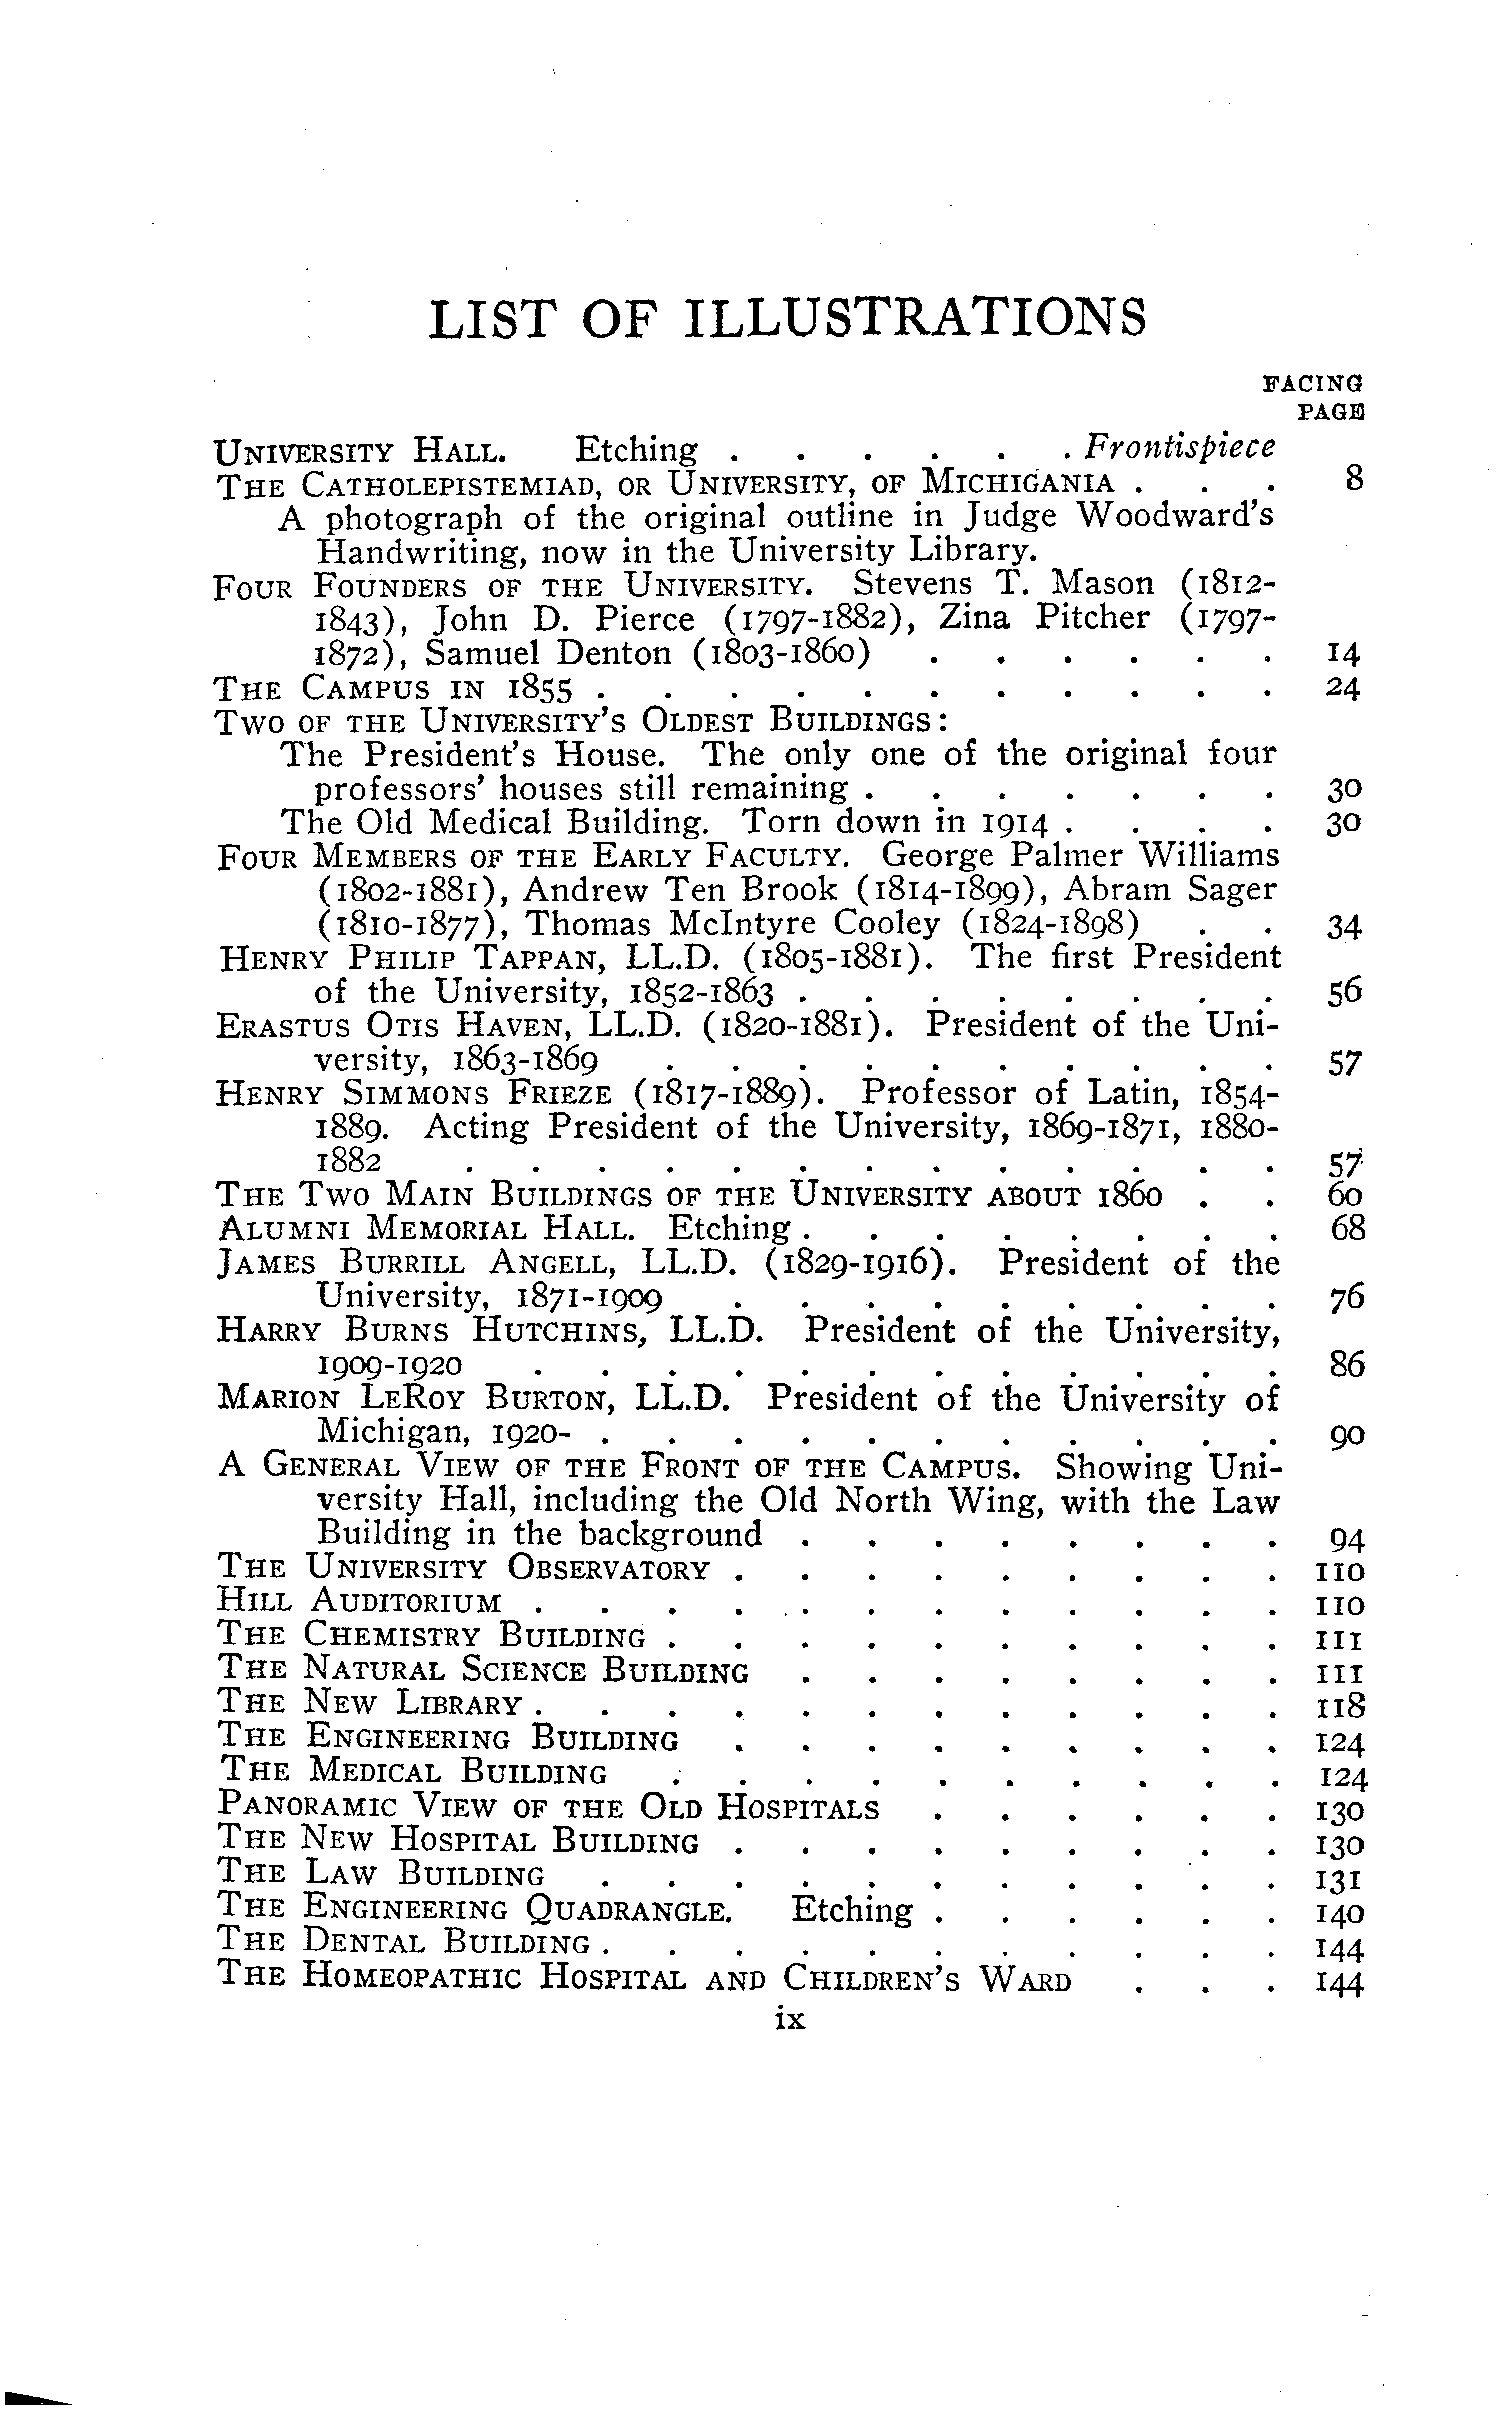 LIST OF ILLUSTRATIONS
FACING
PAGE
UNIVERSITY HALL. Etching . . . . . . Frontispiece
THE CATHOLEPISTEMIAD, OR UNIVERSITY, OF MICHIGANIA . . . 8
A photograph of the original outline in Judge Woodward's
Handwriting, now in the University Library.
FOUR FOUNDERS OF THE UNIVERSITY. Stevens T. Mason (1812-
1843), John D. Pierce (1797-1882), Zina Pitcher (1797-
1872), Samuel Denton (1803-1860) . . . . . . 14
THE CAMPUS IN 1855 . . . . . . . . . . . 24
TWO OF THE UNIVERSITY'S OLDEST BUILDINGS:
The President's House. The only one of the original four
professors' houses still remaining . . . . . . . 30
The Old Medical Building. Torn down in 1914 . . . . 30
FOUR MEMBERS OF THE EARLY FACULTY. George Palmer Williams
(1802-1881), Andrew Ten Brook (1814-1899), Abram Sager
(1810-1877), Thomas McIntyre Cooley (1824-1898) . . 34
HENRY PHILIP TAPPAN, LL.D. (1805-1881). The first President
of the University, 1852-1863 . . . . . . . . 56
ERASTUS OTIS HAVEN, LL.D. (1820-1881). President of the Uni-
versity, 1863-1869 . . . . . . . . . . 57
HENRY SIMMONS FRIEZE (1817-1889). Professor of Latin, 1854-
1889. Acting President of the University, 1869-1871, 1880-
1882 . . . . . . . . . . . . . 57
THE TWO MAIN BUILDINGS OF THE UNIVERSITY ABOUT 1860 . . 60
ALUMNI MEMORIAL HALL. Etching . . . . . . . . 68
JAMES BURRILL ANGELL, LL.D. (1829-1916). President of the
University, 1871-1909 . . . . . . . . . 76
HARRY BURNS HUTCHINS, LL.D. President of the University,
1909-1920 . . . . . . . . . . . . 86
MARION LEROY BURTON, LL.D. President of the University of
Michigan, 1920- . . . . . . . . . . . 90
A GENERAL VIEW OF THE FRONT OF THE CAMPUS. Showing Uni-
versity Hall, including the Old North Wing, with the Law
Building in the background . . . . . . . . 94
THE UNIVERSITY OBSERVATORY . . . . . . . . . 110
HILL AUDITORIUM . . . . . . . . . . . . 110
THE CHEMISTRY BUILDING . . . . . . . . . . 111
THE NATURAL SCIENCE BUILDING . . . . . . . . 111
THE NEW LIBRARY . . . . . . . . . . . . 118
THE ENGINEERING BUILDING . . . . . . . . . 124
THE MEDICAL BUILDING . . . . . . . . . . 124
PANORAMIC VIEW OF THE OLD HOSPITALS . . . . . . 130
THE NEW HOSPITAL BUILDING . . . . . . . . . 130
THE LAW BUILDING . . . . . . . . . . . 131
THE ENGINEERING QUADRANGLE. Etching . . . . . . 140
THE DENTAL BUILDING . . . . . . . . . . . 144
THE HOMEOPATHIC HOSPITAL AND CHILDREN'S WARD . . . 144
ix